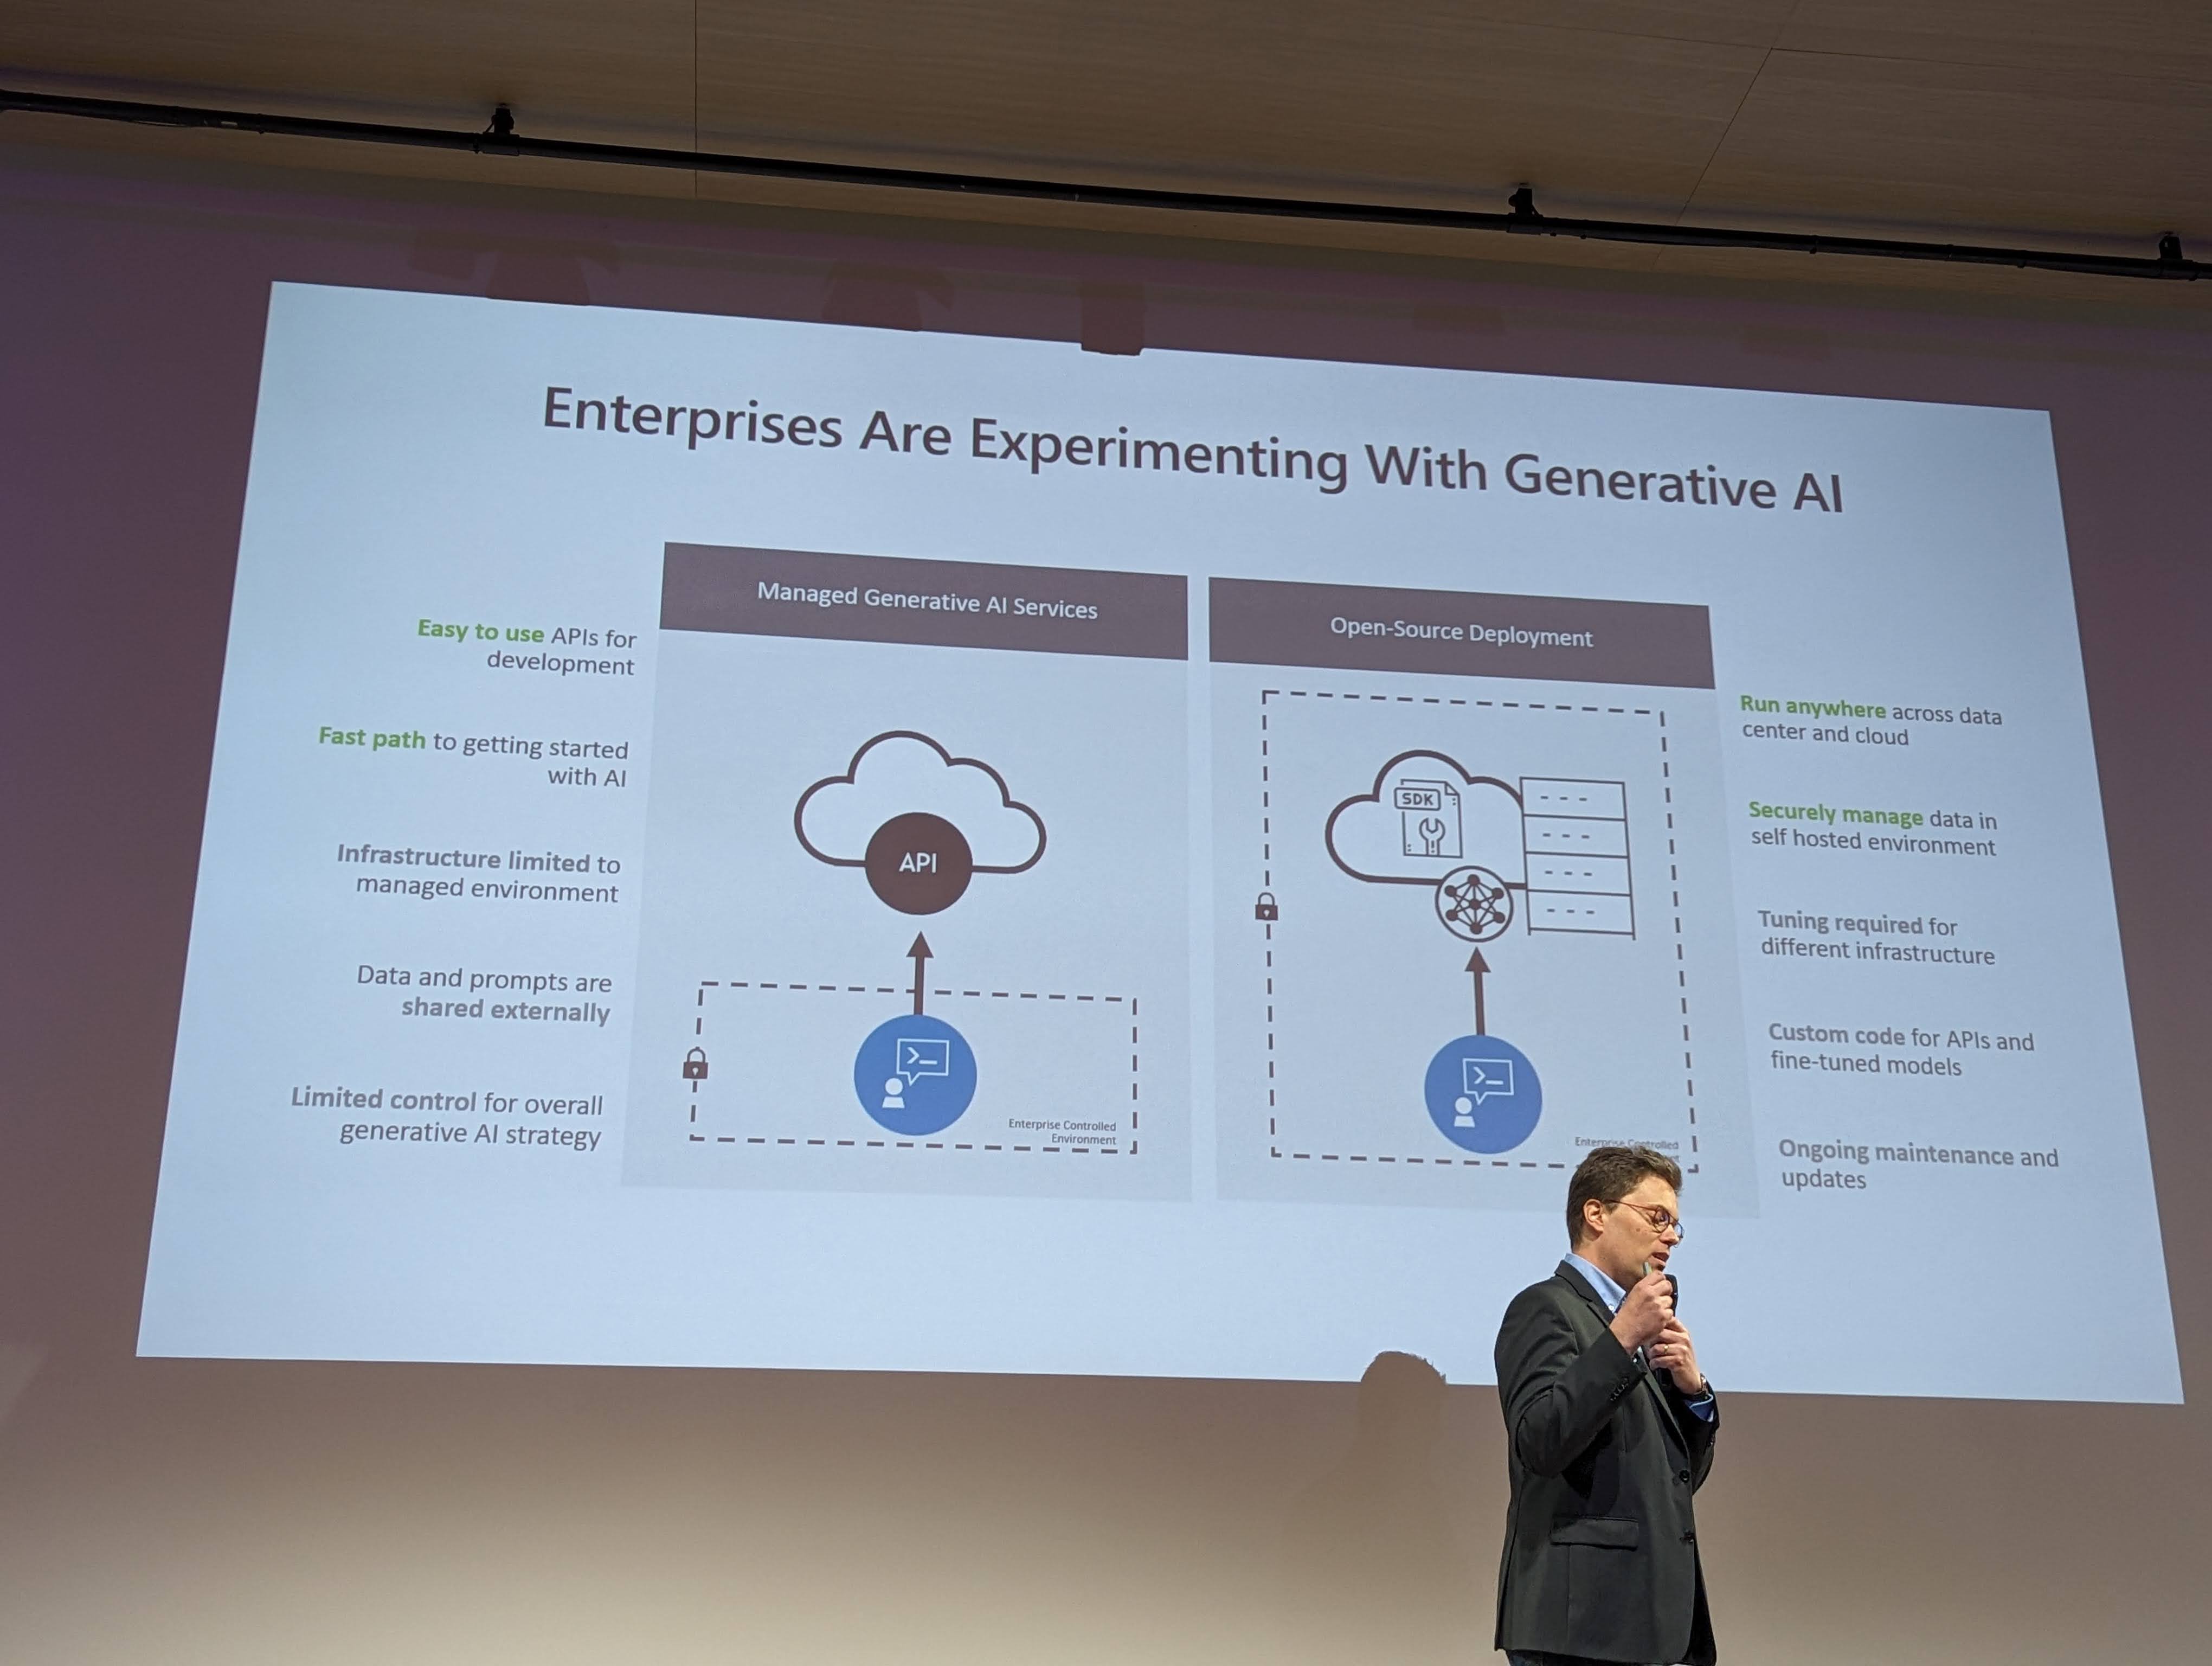 Enterprises Are Experimenting With Generative AI
Managed Generative AI Services
Easy to use APIs for
development
Fast path to getting started
with AI
Infrastructure limited to
managed environment
Data and prompts are
shared externally
Limited control for overall
generative AI strategy
API
>_
Enterprise Controlled
Environment
Open-Source Deployment
SDK
>_
Enterprise Controlled
Run anywhere across data
center and cloud
Securely manage data in
self hosted environment
Tuning required for
different infrastructure
Custom code for APIs and
fine-tuned models
Ongoing maintenance and
updates